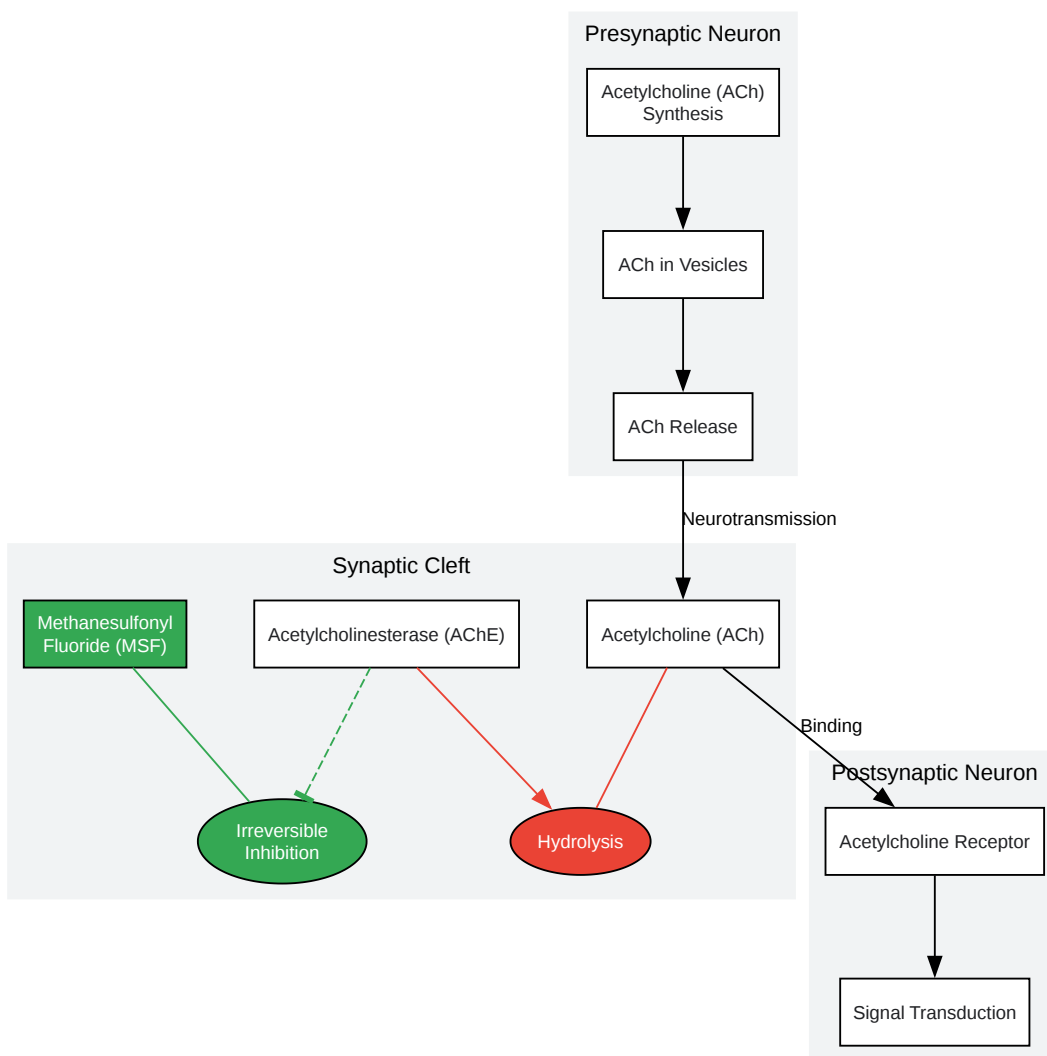 Presynaptic Neuron
Acetylcholine (ACh)
Synthesis
ACh in Vesicles
ACh Release
Neurotransmission
Synaptic Cleft
Methanesulfonyl
Fluoride (MSF)
Acetylcholinesterase (AChE)
Acetylcholine (ACh)
Binding
Postsynaptic Neuron
Irreversible
Inhibition
Hydrolysis
Acetylcholine Receptor
Signal Transduction